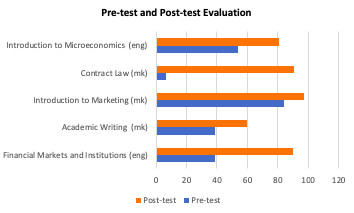 Pre-test and Post-test Evaluation
Introduction to Microeconomics (eng)
Contract Law (mk)
Introduction to Marketing (mk)
Academic Writing (mk)
Financial Markets and Institutions (eng)
0 20 40 60 80 100 120
Post-test Pre-test